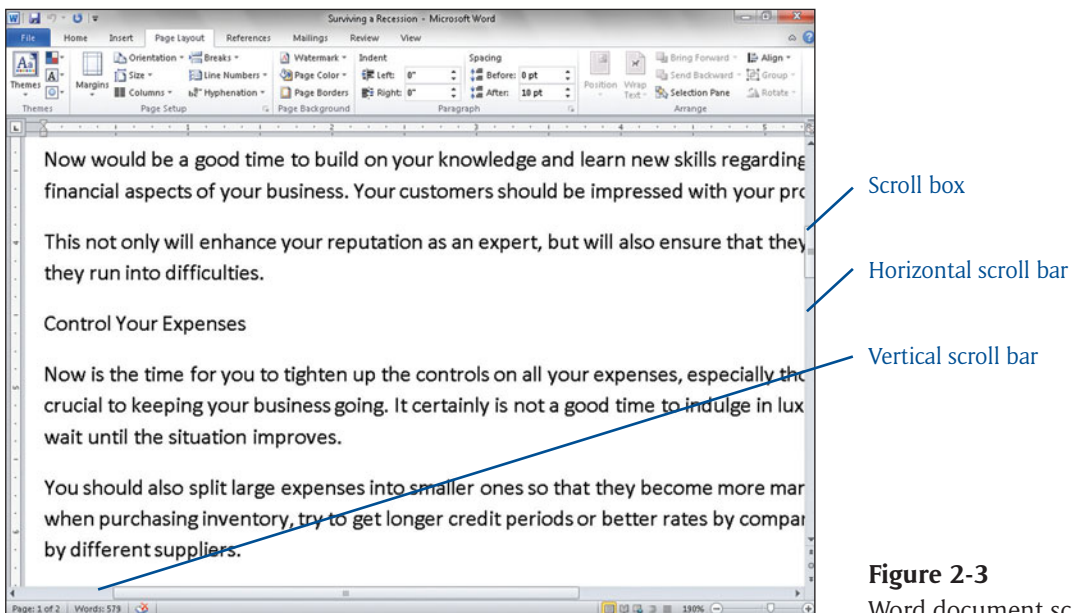 Surviving a Recession - Microsoft Word
File Home Insert Page Layout References Mailings Review View
Themes
Themes
Margins
Orientation
Size
Columns
Breaks
Line Numbers
Hyphenation
Page Setup
Watermark
Page Color
Page Borders
Page Background
Indent
Left: 0"
Right: 0"
Spacing
Before: 0 pt
After: 10 pt
Paragraph
Position
Wrap
Text
Bring Forward
Send Backward
Selection Pane
Align
Group
Rotate
Arrange
Now would be a good time to build on your knowledge and learn new skills regarding
financial aspects of your business. Your customers should be impressed with your pro
This not only will enhance your reputation as an expert, but will also ensure that they
they run into difficulties.
Control Your Expenses
Now is the time for you to tighten up the controls on all your expenses, especially tho
crucial to keeping your business going. It certainly is not a good time to indulge in lux
wait until the situation improves.
You should also split large expenses into smaller ones so that they become more mar
when purchasing inventory, try to get longer credit periods or better rates by compar
by different suppliers.
Page: 1 of 2 Words: 579 190%
Scroll box
Horizontal scroll bar
Vertical scroll bar
Figure 2-3
Word document sc